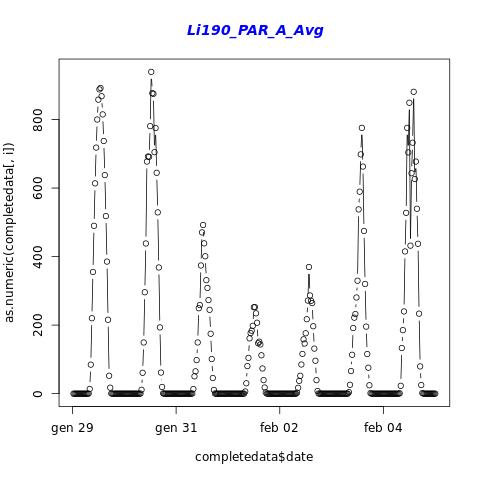 Li190_PAR_A_Avg
as.numeric(completedata[, i])
800
600
400
200
0
gen 29 gen 31 feb 02 feb 04
completedata$date